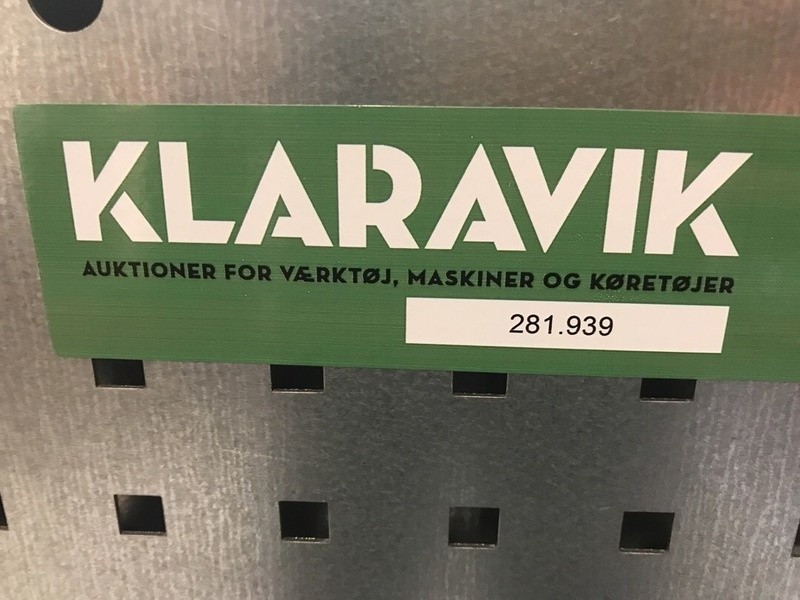 KLARAVIK
AUKTIONER FOR VÆRKTØJ, MASKINER OG KØRETØJER
281.939